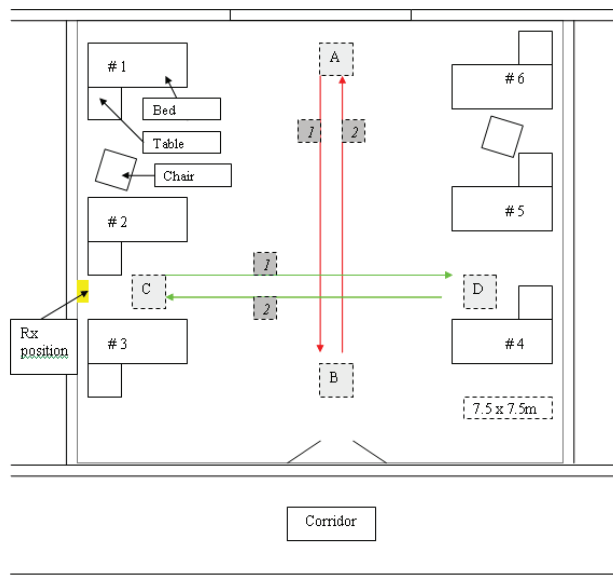 A
# 1
# 6
Bed
1
2
Table
Chair
# 2
# 5
1
C
D
2
Rx
position
# 3
# 4
B
7.5 x 7.5m
Corridor